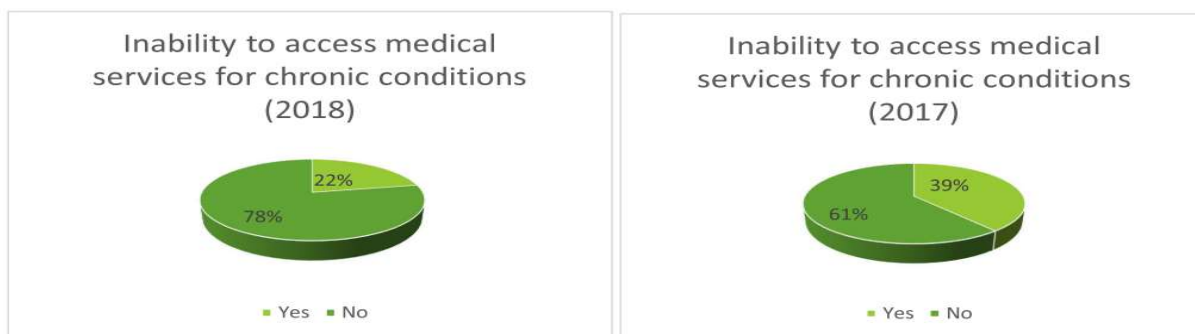 Inability to access medical
services for chronic conditions
(2018)
22%
78%
Yes No
Inability to access medical
services for chronic conditions
(2017)
39%
61%
Yes No